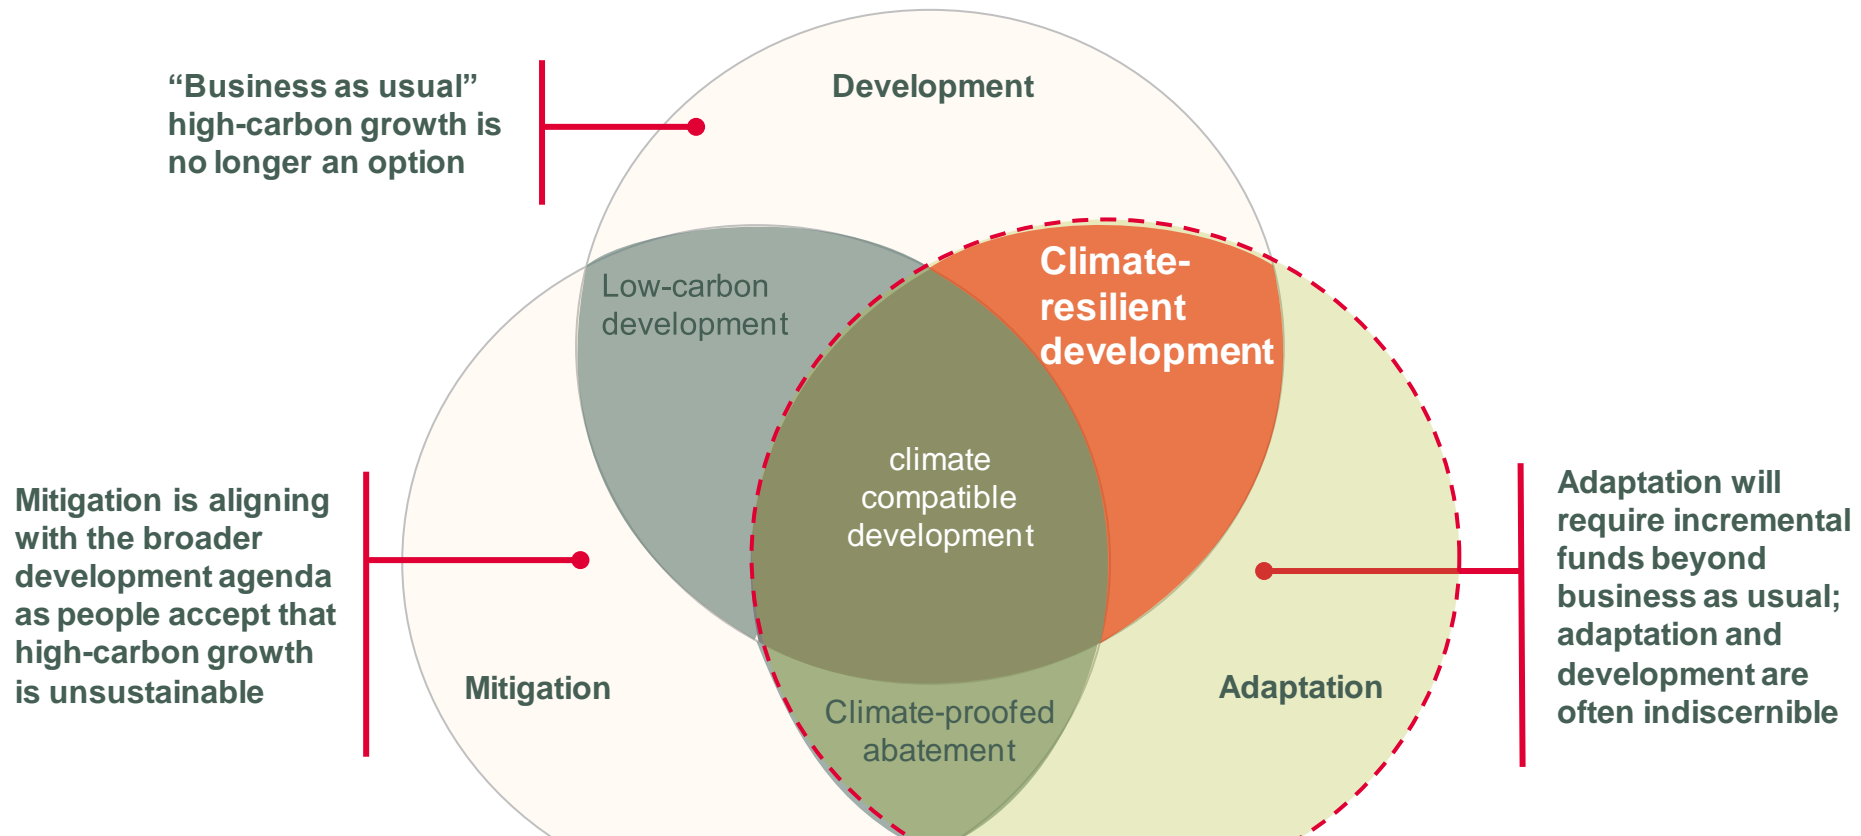 “Business as usual”
high-carbon growth is
no longer an option
Development
Low-carbon
development
Climate-
resilient
development
climate
compatible
development
Mitigation is aligning
with the broader
development agenda
as people accept that
high-carbon growth
is unsustainable
Mitigation
Climate-proofed
abatement
Adaptation
Adaptation will
require incremental
funds beyond
business as usual;
adaptation and
development are
often indiscernible